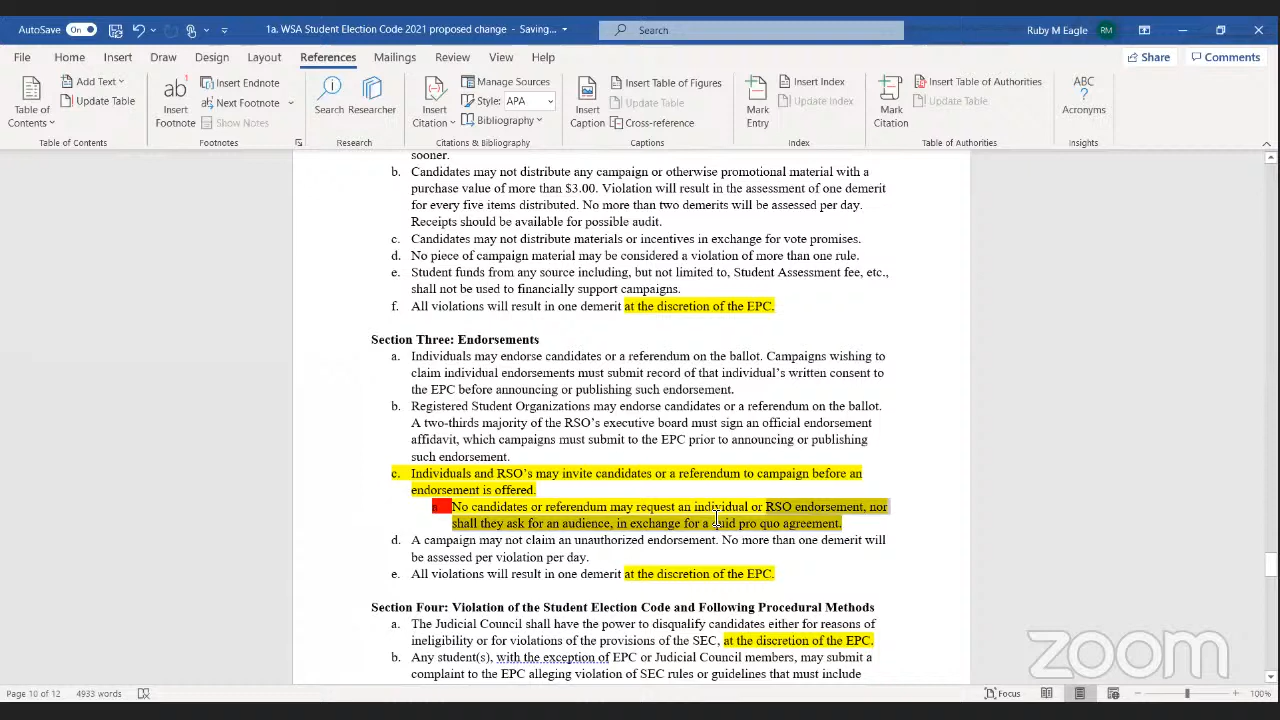 AutoSave On 1a. WSA Student Election Code 2021 proposed change - Saving... Search Ruby M Eagle RM
File Home Insert Draw Design Layout References Mailings Review View Help Share Comments
Table of Contents Add Text Update Table Table of Contents
ab Insert Footnote Insert Endnote Next Footnote Show Notes Footnotes
Search Researcher Research
Insert Citation Manage Sources Style: APA Bibliography Citations & Bibliography
Insert Caption Insert Table of Figures Update Table Cross-reference Captions
Mark Entry Insert Index Update Index Index
Mark Citation Insert Table of Authorities Update Table Table of Authorities
ABC ? Acronyms Insights
sooner.
b. Candidates may not distribute any campaign or otherwise promotional material with a
purchase value of more than $3.00. Violation will result in the assessment of one demerit
for every five items distributed. No more than two demerits will be assessed per day.
Receipts should be available for possible audit.
c. Candidates may not distribute materials or incentives in exchange for vote promises.
d. No piece of campaign material may be considered a violation of more than one rule.
e. Student funds from any source including, but not limited to, Student Assessment fee, etc.,
shall not be used to financially support campaigns.
f. All violations will result in one demerit at the discretion of the EPC.
Section Three: Endorsements
a. Individuals may endorse candidates or a referendum on the ballot. Campaigns wishing to
claim individual endorsements must submit record of that individual's written consent to
the EPC before announcing or publishing such endorsement.
b. Registered Student Organizations may endorse candidates or a referendum on the ballot.
A two-thirds majority of the RSO's executive board must sign an official endorsement
affidavit, which campaigns must submit to the EPC prior to announcing or publishing
such endorsement.
c. Individuals and RSO's may invite candidates or a referendum to campaign before an
endorsement is offered.
No candidates or referendum may request an individual or RSO endorsement, nor
shall they ask for an audience, in exchange for a quid pro quo agreement.
d. A campaign may not claim an unauthorized endorsement. No more than one demerit will
be assessed per violation per day.
e. All violations will result in one demerit at the discretion of the EPC.
Section Four: Violation of the Student Election Code and Following Procedural Methods
a. The Judicial Council shall have the power to disqualify candidates either for reasons of
ineligibility or for violations of the provisions of the SEC, at the discretion of the EPC.
b. Any student(s), with the exception of EPC or Judicial Council members, may submit a
complaint to the EPC alleging violation of SEC rules or guidelines that must include
zoom
Page 10 of 12 4933 words Focus 100%